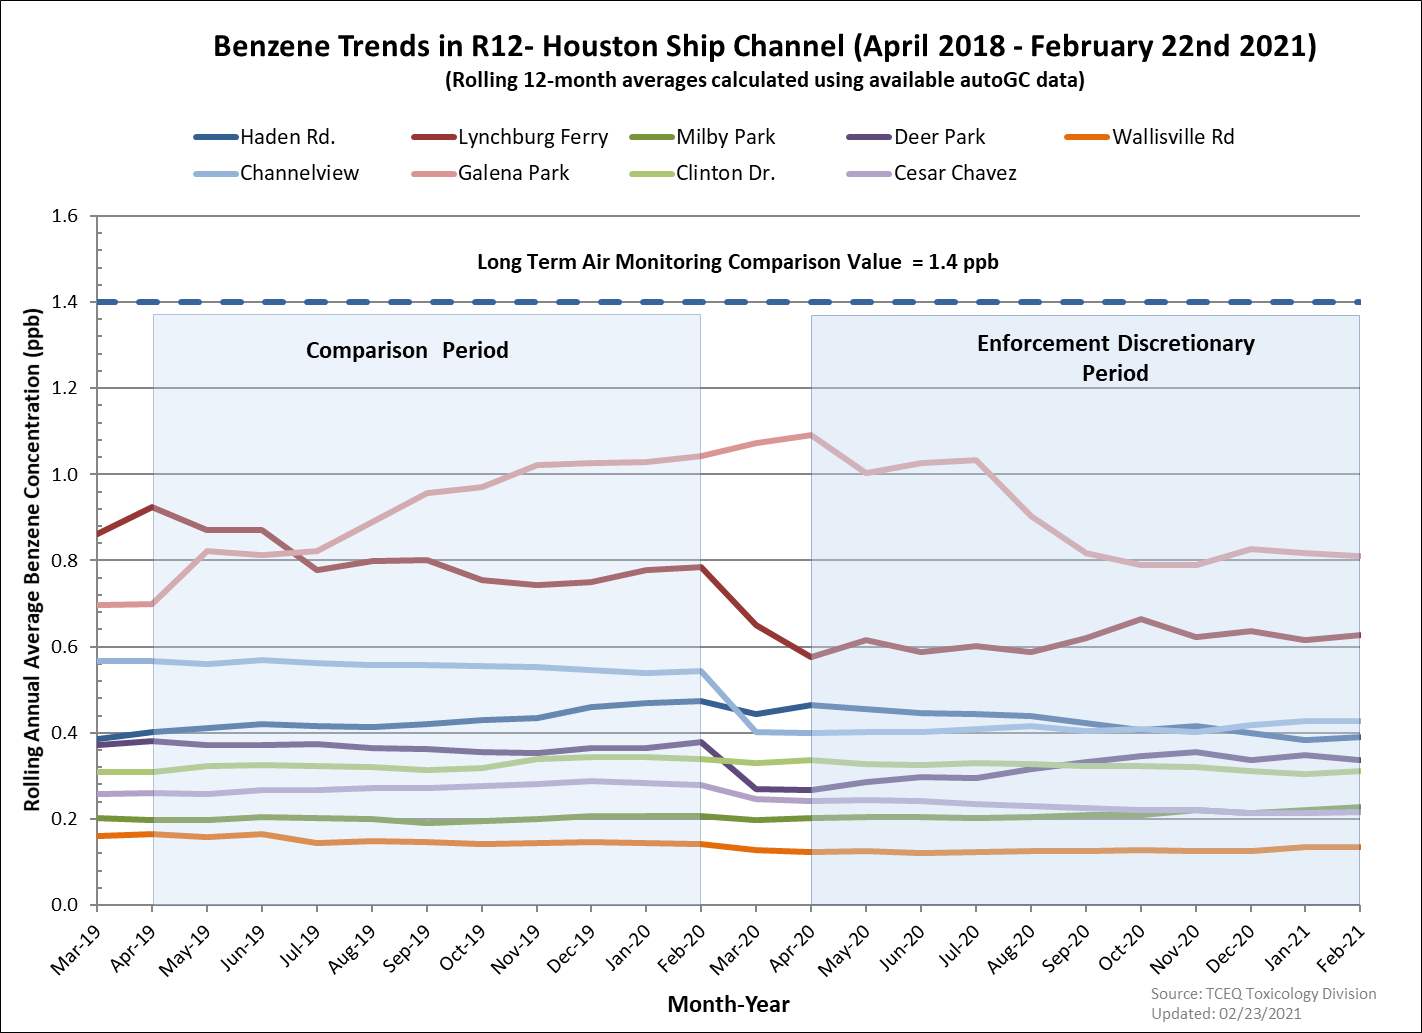 Benzene Trends in R12- Houston Ship Channel (April 2018 - February 22nd 2021)
(Rolling 12-month averages calculated using available autoGC data)
Haden Rd. Lynchburg Ferry Milby Park Deer Park Wallisville Rd
Channelview Galena Park Clinton Dr. Cesar Chavez
Rolling Annual Average Benzene Concentration (ppb)
1.6
1.4
1.2
1.0
0.8
0.6
0.4
0.2
0.0
Long Term Air Monitoring Comparison Value = 1.4 ppb
Comparison Period
Enforcement Discretionary
Period
Mar-19 Apr-19 May-19 Jun-19 Jul-19 Aug-19 Sep-19 Oct-19 Nov-19 Dec-19 Jan-20 Feb-20 Mar-20 Apr-20 May-20 Jun-20 Jul-20 Aug-20 Sep-20 Oct-20 Nov-20 Dec-20 Jan-21 Feb-21
Month-Year
Source: TCEQ Toxicology Division
Updated: 02/23/2021